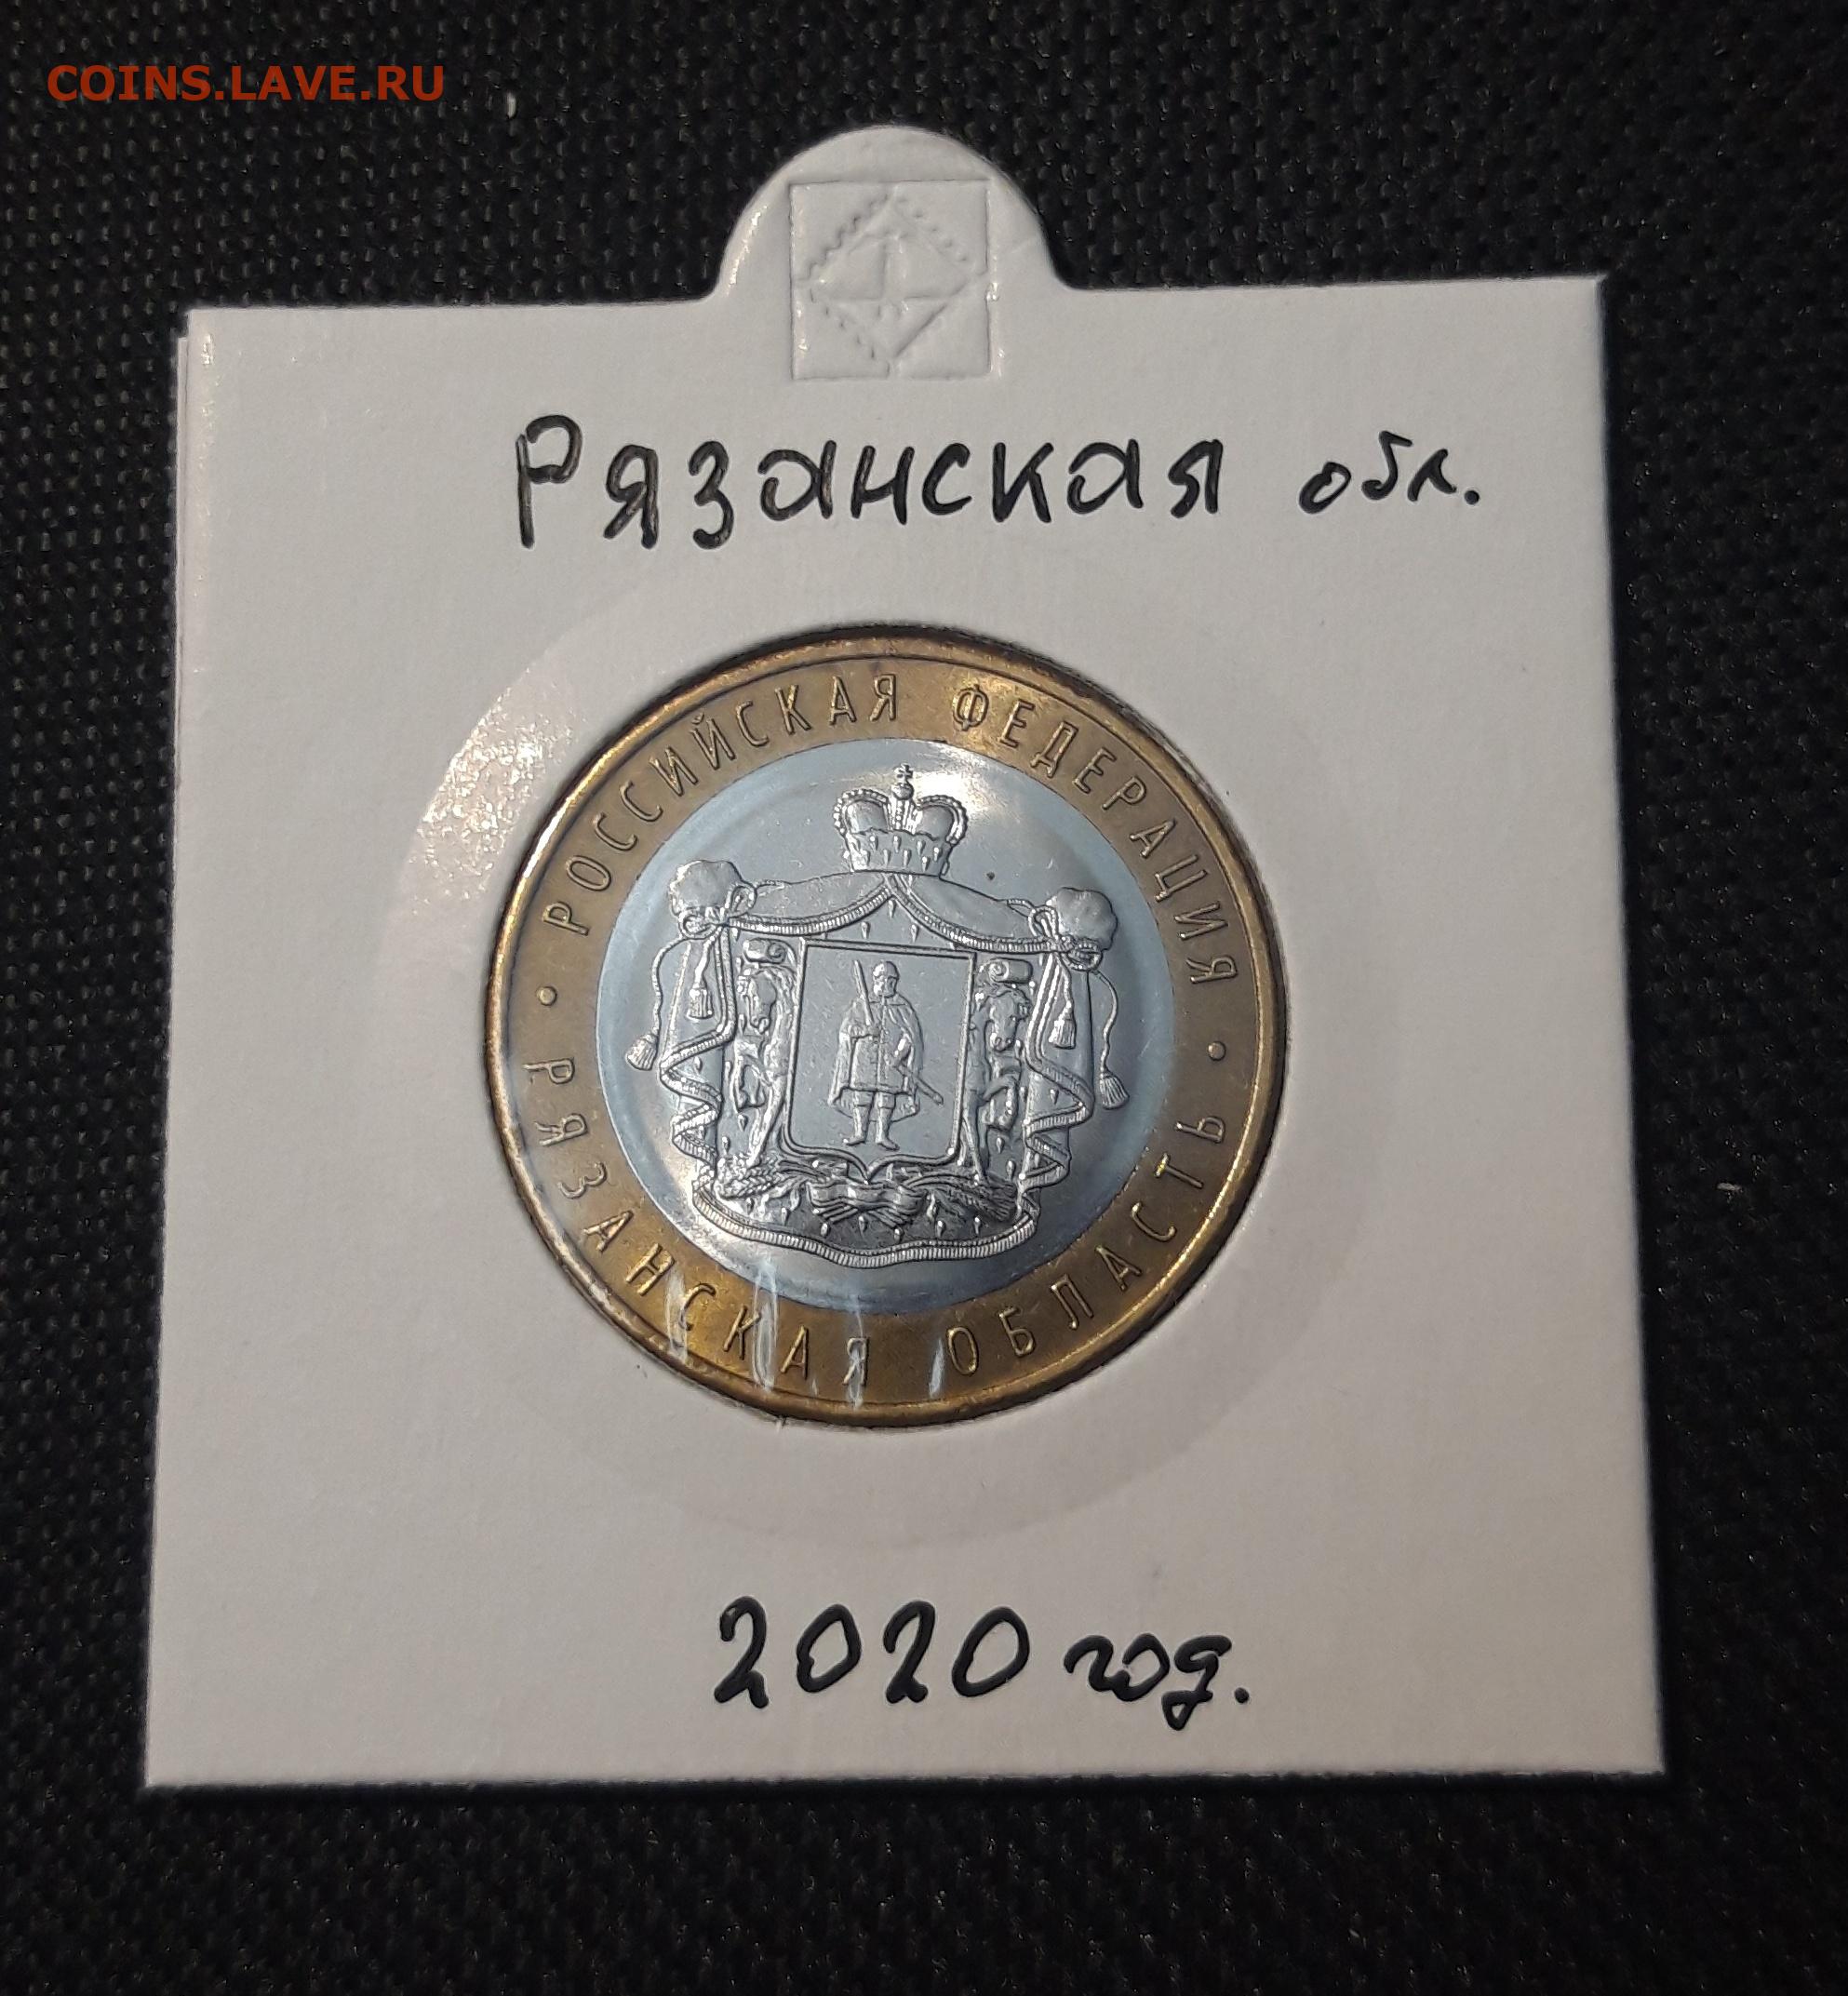 COINS.LAVE.RU
Рязанская обл.
РОССИЙСКАЯ ФЕДЕРАЦИЯ
• РЯЗАНСКАЯ ОБЛАСТЬ •
2020 год.